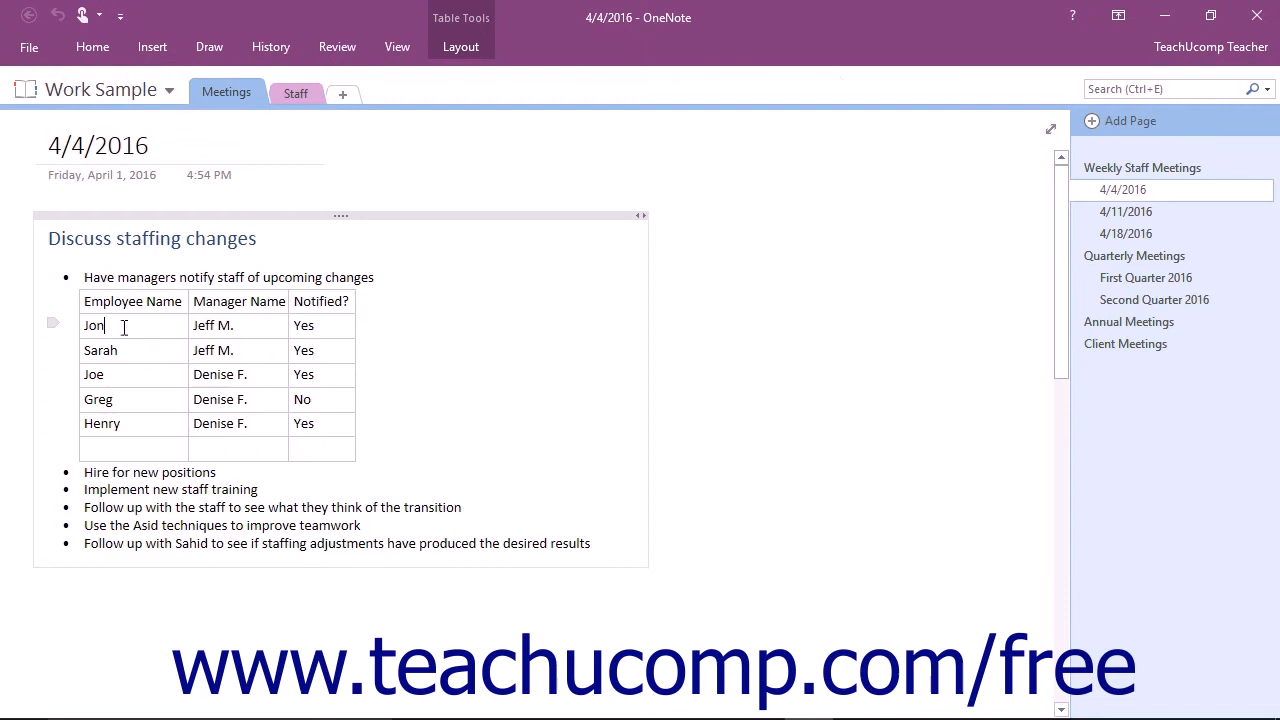 Table Tools
4/4/2016 - OneNote
?
File Home Insert Draw History Review View Layout TeachUcomp Teacher
Work Sample Meetings Staff + Search (Ctrl+E)
Add Page
4/4/2016
Friday, April 1, 2016 4:54 PM
Discuss staffing changes
• Have managers notify staff of upcoming changes
Employee Name Manager Name Notified?
Jon Jeff M. Yes
Sarah Jeff M. Yes
Joe Denise F. Yes
Greg Denise F. No
Henry Denise F. Yes
• Hire for new positions
• Implement new staff training
• Follow up with the staff to see what they think of the transition
• Use the Asid techniques to improve teamwork
• Follow up with Sahid to see if staffing adjustments have produced the desired results
Weekly Staff Meetings
4/4/2016
4/11/2016
4/18/2016
Quarterly Meetings
First Quarter 2016
Second Quarter 2016
Annual Meetings
Client Meetings
www.teachucomp.com/free